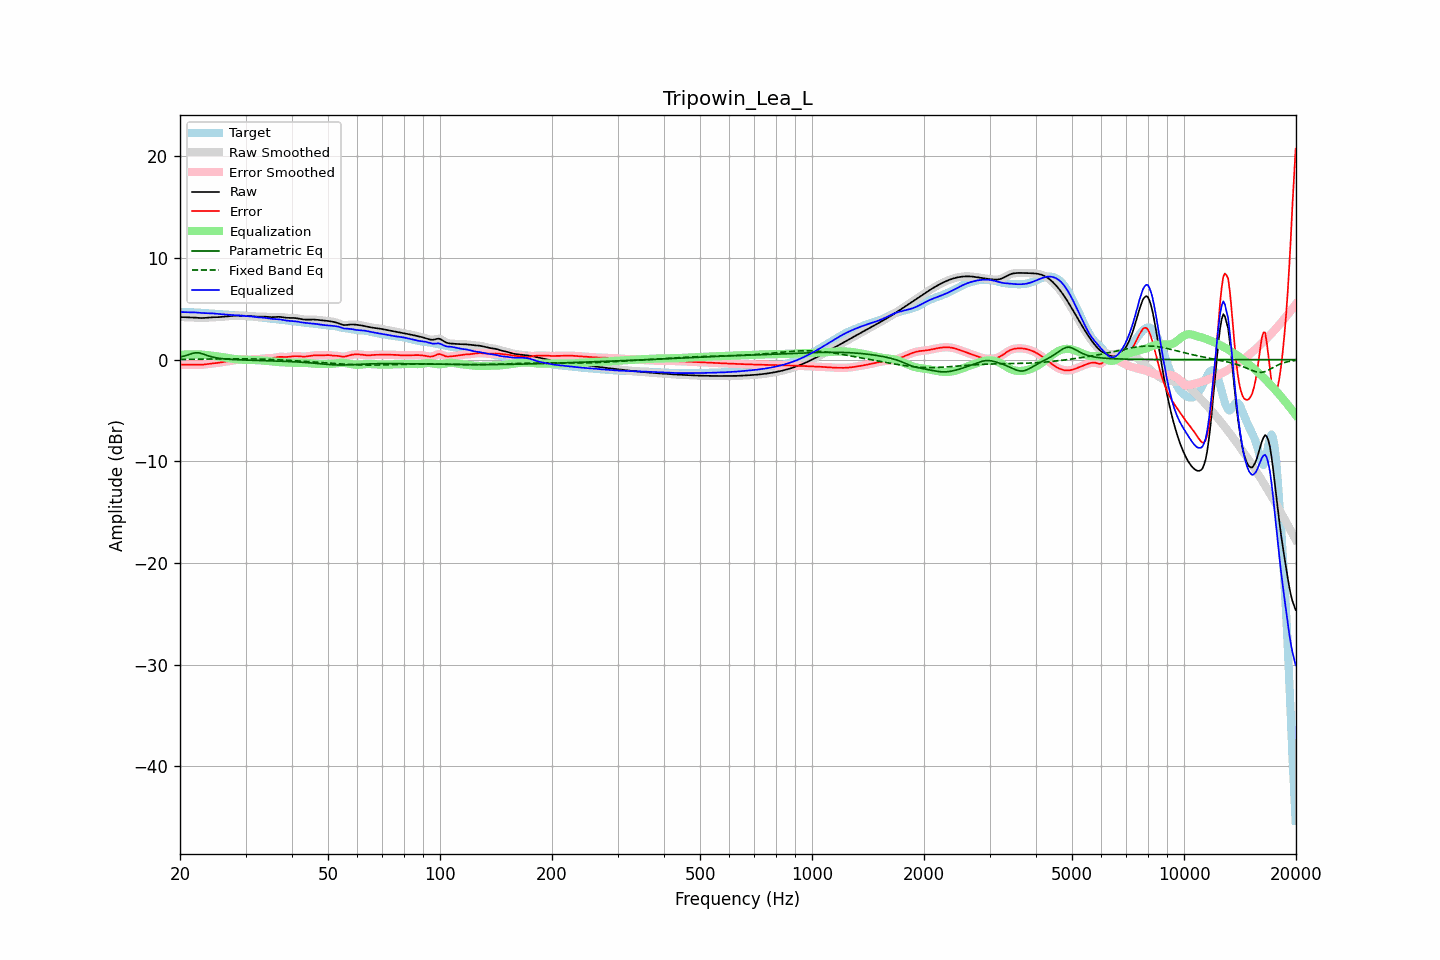 Tripowin_Lea_L
Target
Raw Smoothed
Error Smoothed
Raw
Error
Equalization
Parametric Eq
Fixed Band Eq
Equalized
20
10
0
−10
−20
−30
−40
Amplitude (dBr)
20
50
100
200
500
1000
2000
5000
10000
20000
Frequency (Hz)